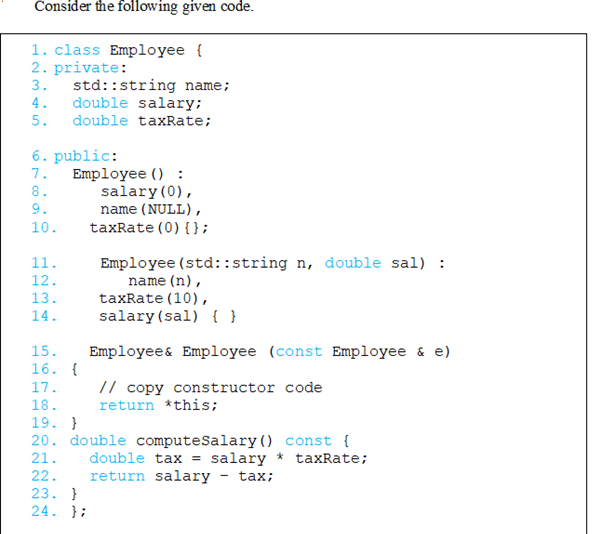 Consider the following given code.
1. class Employee {
2. private:
3. std::string name;
4. double salary;
5. double taxRate;
6. public:
7. Employee() :
8. salary(0),
9. name(NULL),
10. taxRate(0){};
11. Employee(std::string n, double sal) :
12. name(n),
13. taxRate(10),
14. salary(sal) { }
15. Employee& Employee (const Employee & e)
16. {
17. // copy constructor code
18. return *this;
19. }
20. double computeSalary() const {
21. double tax = salary * taxRate;
22. return salary - tax;
23. }
24. };